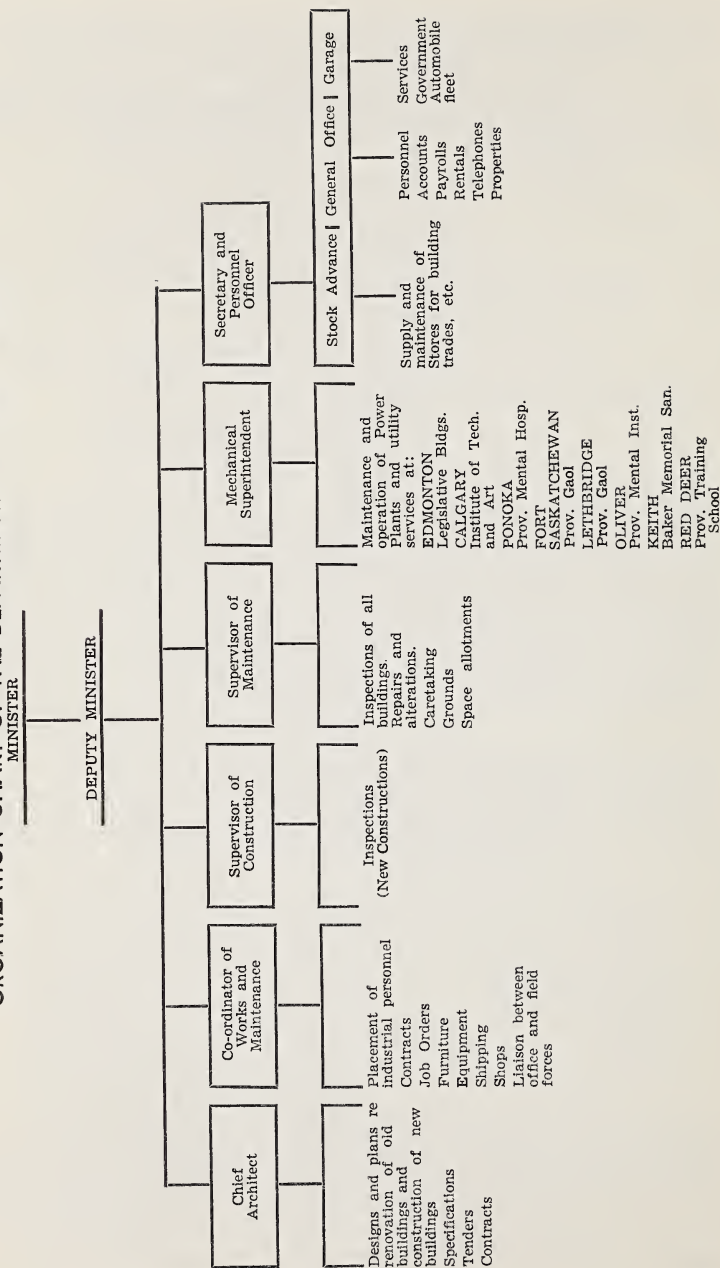 MINISTER
DEPUTY MINISTER
Chief
Architect
Designs and plans re
renovation of old
buildings and
construction of new
buildings
Specifications
Tenders
Contracts
Co-ordinator of
Works and
Maintenance
Placement of
industrial personnel
Contracts
Job Orders
Furniture
Equipment
Shipping
Shops
Liaison between
office and field
forces
Supervisor of
Construction
Inspections
(New Constructions)
Supervisor of
Maintenance
Inspections of all
buildings.
Repairs and
alterations.
Caretaking
Grounds
Space allotments
Mechanical
Superintendent
Maintenance and
operation of Power
Plants and utility
services at:
EDMONTON
Legislative Bldgs.
CALGARY
Institute of Tech.
and Art
PONOKA
Prov. Mental Hosp.
FORT
SASKATCHEWAN
Prov. Gaol
LETHBRIDGE
Prov. Gaol
OLIVER
Prov. Mental Inst.
KEITH
Baker Memorial San.
RED DEER
Prov. Training
School
Secretary and
Personnel
Officer
Stock Advance | General Office | Garage
Supply and
maintenance of
Stores for building
trades, etc.
Personnel
Accounts
Payrolls
Rentals
Telephones
Properties
Services
Government
Automobile
fleet